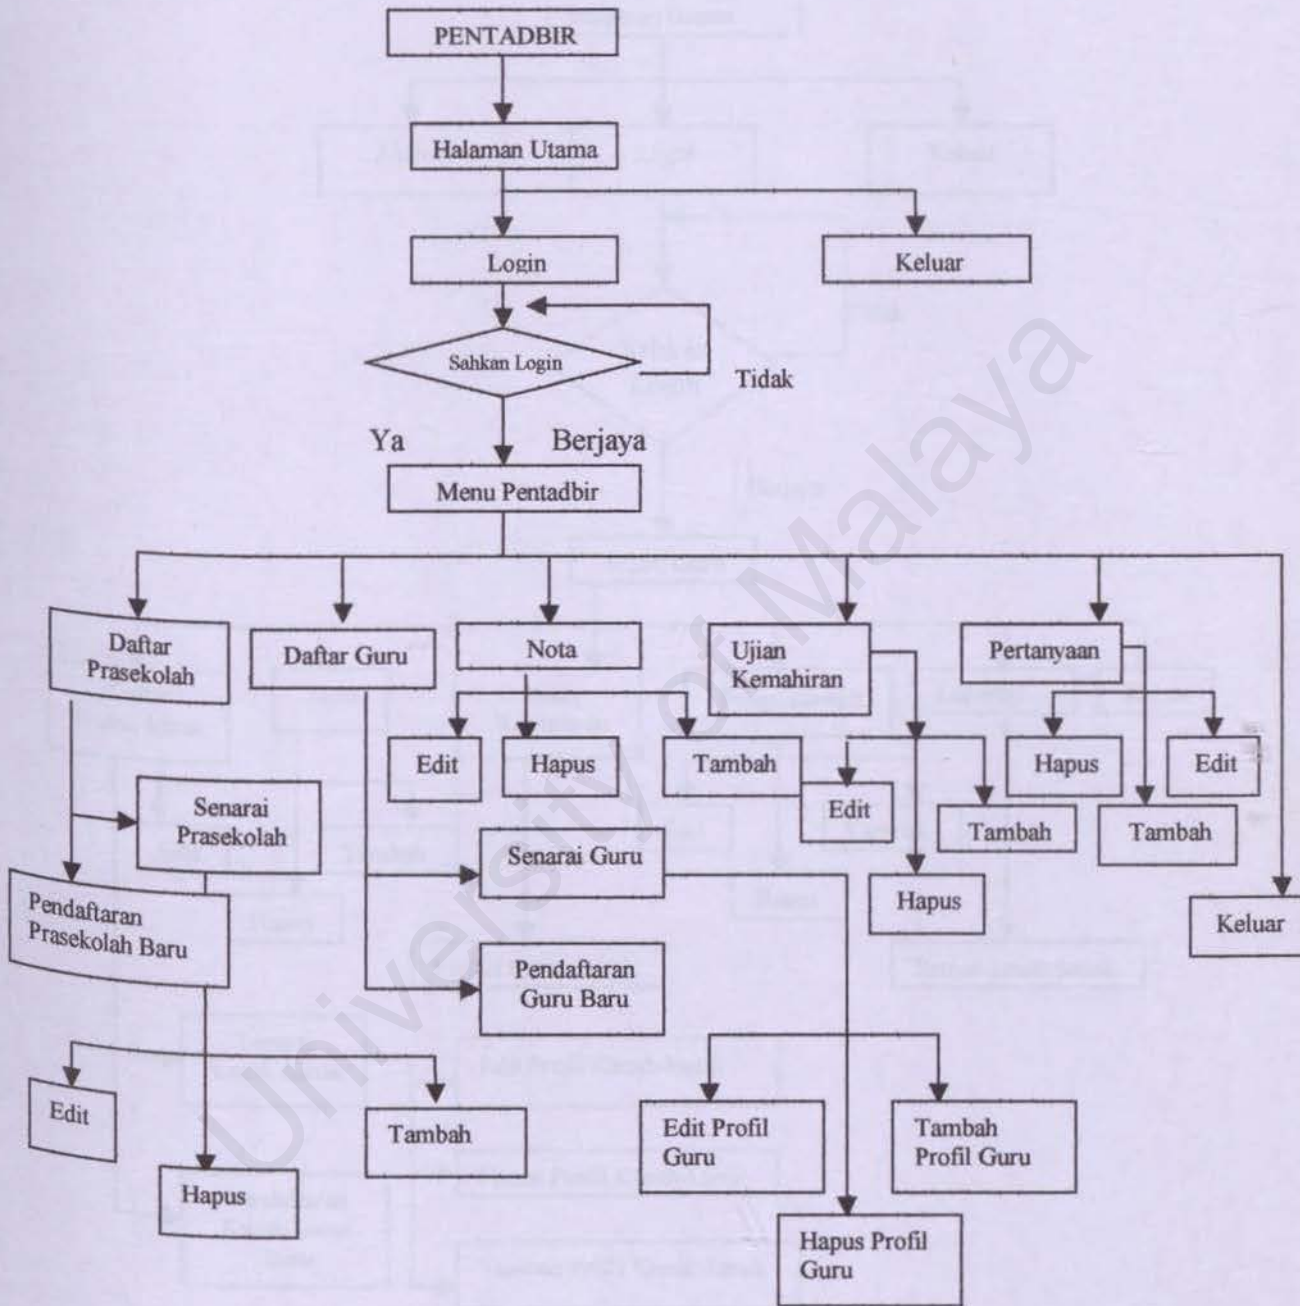 PENTADBIR
Halaman Utama
Login
Keluar
Sahkan Login
Tidak
Ya
Berjaya
Menu Pentadbir
Daftar
Prasekolah
Daftar Guru
Nota
Ujian
Kemahiran
Pertanyaan
Edit
Hapus
Tambah
Edit
Tambah
Hapus
Hapus
Edit
Tambah
Senarai
Prasekolah
Senarai Guru
Pendaftaran
Prasekolah Baru
Keluar
Pendaftaran
Guru Baru
Edit
Tambah
Hapus
Edit Profil
Guru
Tambah
Profil Guru
Hapus Profil
Guru
University of Malaya